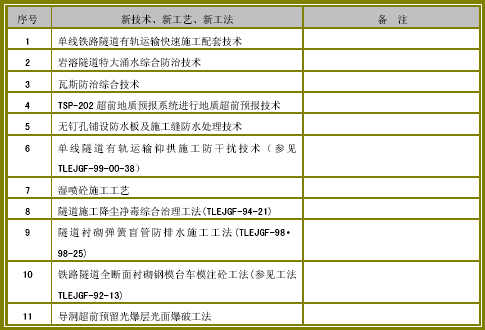 序号 新技术、新工艺、新工法 备 注
1 单线铁路隧道有轨运输快速施工配套技术
2 岩溶隧道特大涌水综合防治技术
3 瓦斯防治综合技术
4 TSP-202超前地质预报系统进行地质超前预报技术
5 无钉孔铺设防水板及施工缝防水处理技术
6 单线隧道有轨运输仰拱施工防干扰技术（参见
TLEJGF-99-00-38）
7 湿喷砼施工工艺
8 隧道施工降尘净毒综合治理工法(TLEJGF-94-21)
9 隧道衬砌弹簧盲管防排水施工工法(TLEJGF-98•
98-25)
10 铁路隧道全断面衬砌钢模台车模注砼工法(参见工法
TLEJGF-92-13)
11 导洞超前预留光爆层光面爆破工法